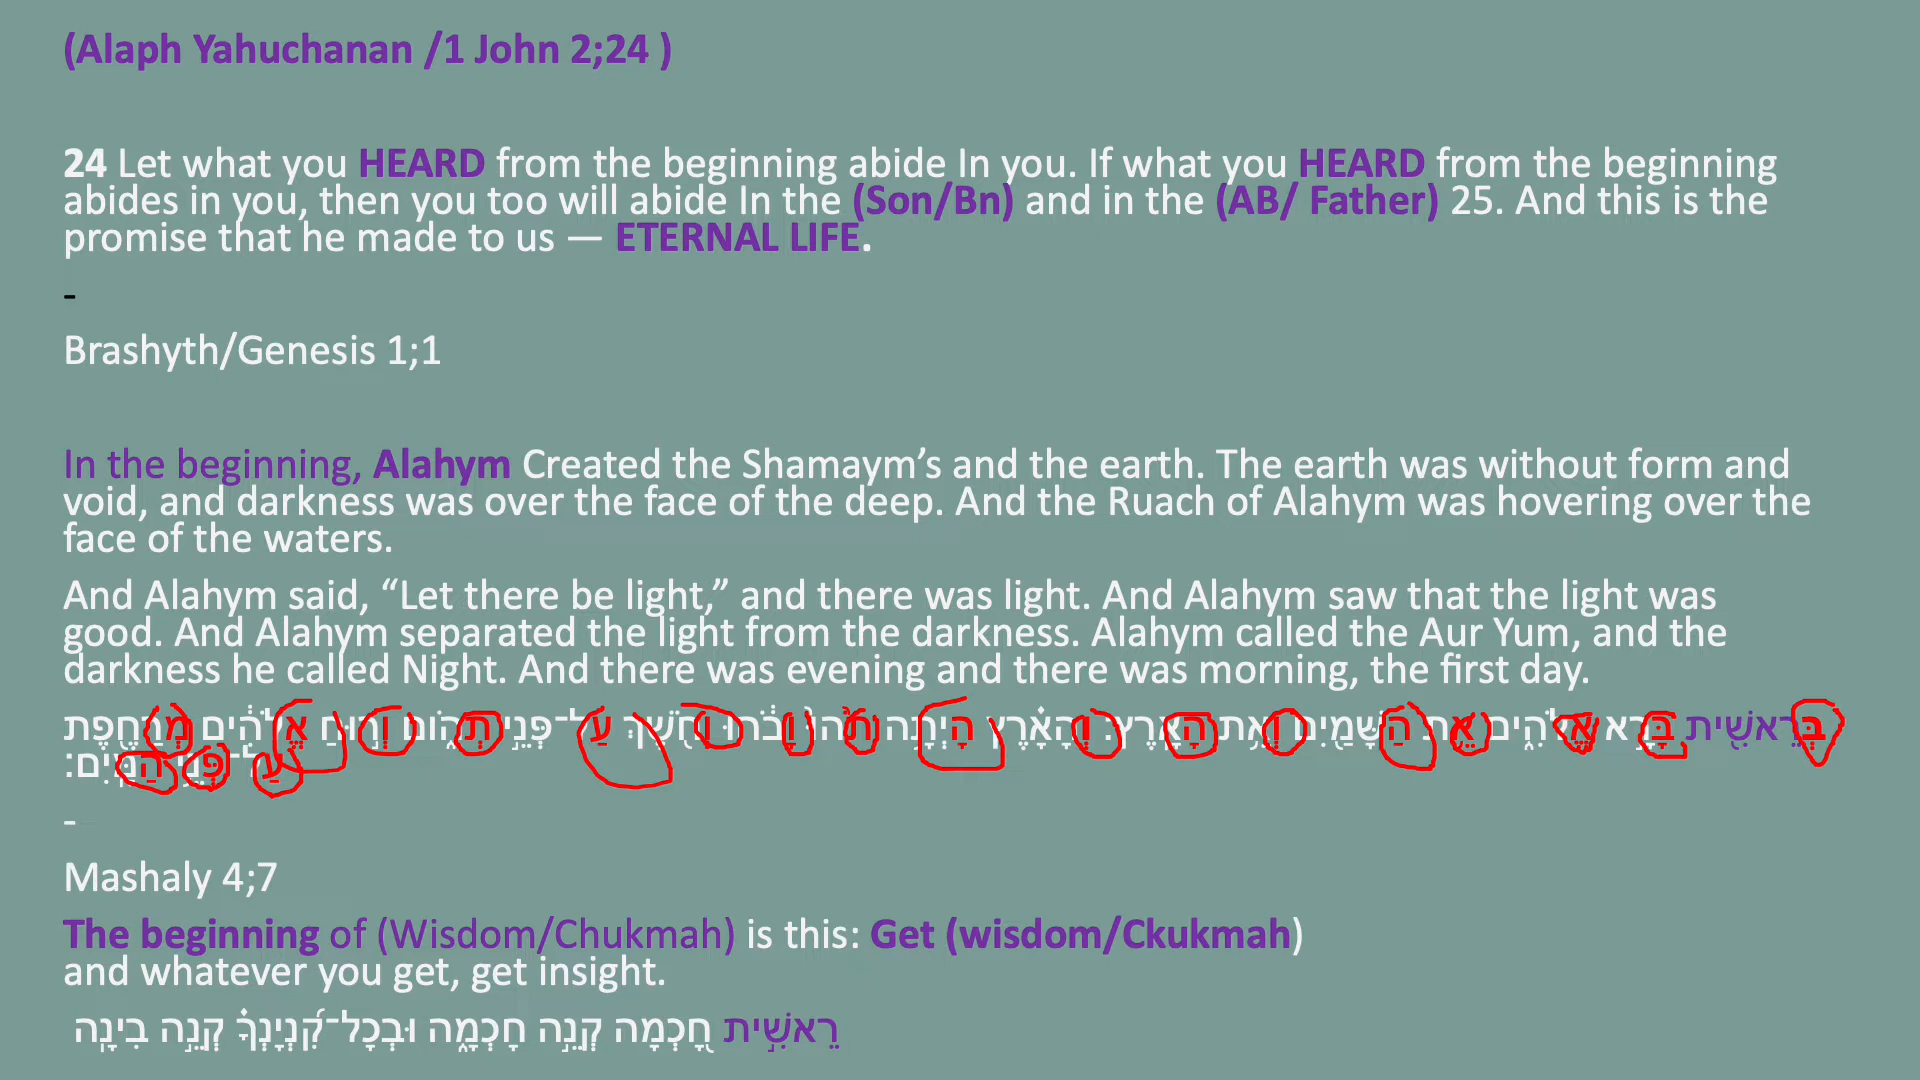 (Alaph Yahuchanan /1 John 2;24 )
24 Let what you HEARD from the beginning abide In you. If what you HEARD from the beginning
abides in you, then you too will abide In the (Son/Bn) and in the (AB/ Father) 25. And this is the
promise that he made to us — ETERNAL LIFE.
-
Brashyth/Genesis 1;1
In the beginning, Alahym Created the Shamaym’s and the earth. The earth was without form and
void, and darkness was over the face of the deep. And the Ruach of Alahym was hovering over the
face of the waters.
And Alahym said, “Let there be light,” and there was light. And Alahym saw that the light was
good. And Alahym separated the light from the darkness. Alahym called the Aur Yum, and the
darkness he called Night. And there was evening and there was morning, the first day.
בְּרֵאשִׁ֖ית בָּרָ֣א אֱלֹהִ֑ים אֵ֥ת הַשָּׁמַ֖יִם וְאֵ֥ת הָאָֽרֶץ׃ וְהָאָ֗רֶץ הָיְתָ֥ה תֹ֙הוּ֙ וָבֹ֔הוּ וְחֹ֖שֶׁךְ עַל־פְּנֵ֣י תְה֑וֹם וְר֣וּחַ אֱלֹהִ֔ים מְרַחֶ֖פֶת
עַל־פְּנֵ֥י הַמָּֽיִם׃
-
Mashaly 4;7
The beginning of (Wisdom/Chukmah) is this: Get (wisdom/Ckukmah)
and whatever you get, get insight.
רֵאשִׁ֣ית חָ֭כְמָה קְנֵ֣ה חָכְמָ֑ה וּבְכָל־קִ֝נְיָנְךָ֗ קְנֵ֣ה בִינָֽה